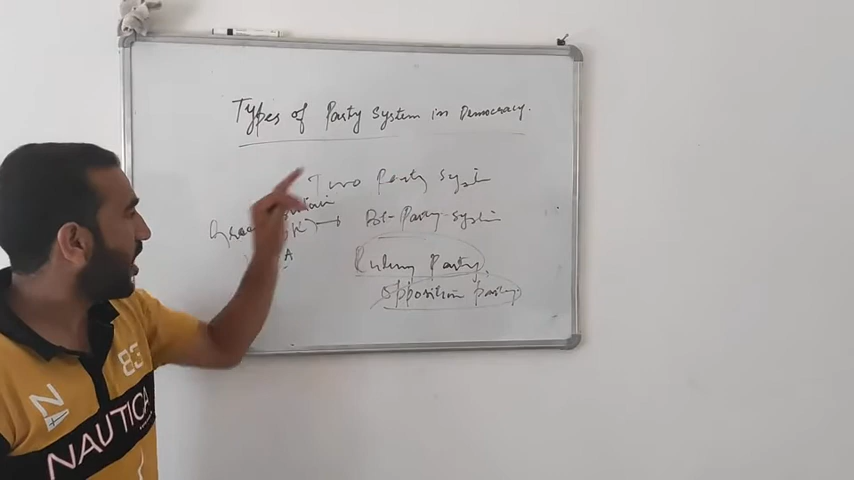 Types of Party System in Democracy.
Two Party System
Bi-Party-system
Ruling Party,
opposition party
N
83
NAUTICA